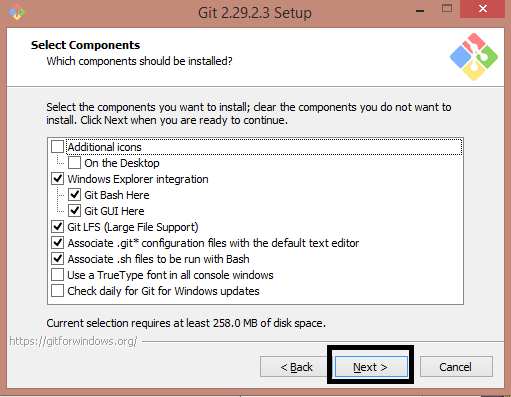 Git 2.29.2.3 Setup
Select Components
Which components should be installed?
Select the components you want to install; clear the components you do not want to
install. Click Next when you are ready to continue.
Additional icons
On the Desktop
Windows Explorer integration
Git Bash Here
Git GUI Here
Git LFS (Large File Support)
Associate .git* configuration files with the default text editor
Associate .sh files to be run with Bash
Use a TrueType font in all console windows
Check daily for Git for Windows updates
Current selection requires at least 258.0 MB of disk space.
https://gitforwindows.org/
< Back Next > Cancel